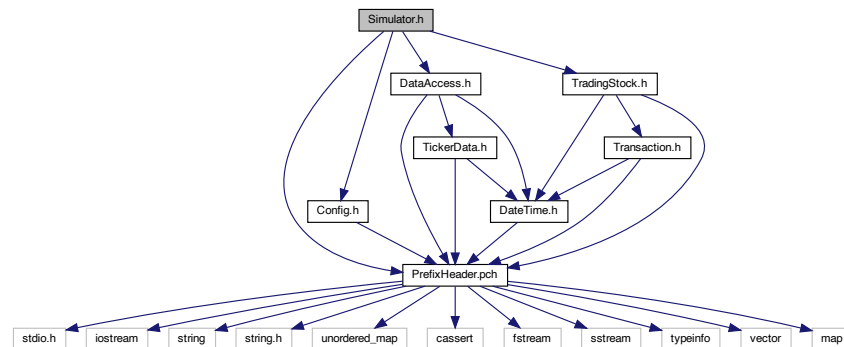 Simulator.h
DataAccess.h
TradingStock.h
TickerData.h
Transaction.h
Config.h
DateTime.h
PrefixHeader.pch
stdio.h
iostream
string
string.h
unordered_map
cassert
fstream
sstream
typeinfo
vector
map